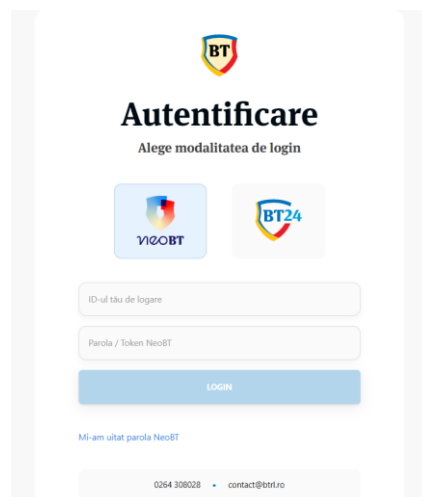 BT
Autentificare
Alege modalitatea de login
neoBT
BT24
ID-ul tău de logare
Parola / Token NeoBT
LOGIN
Mi-am uitat parola NeoBT
0264 308028 • contact@btrl.ro